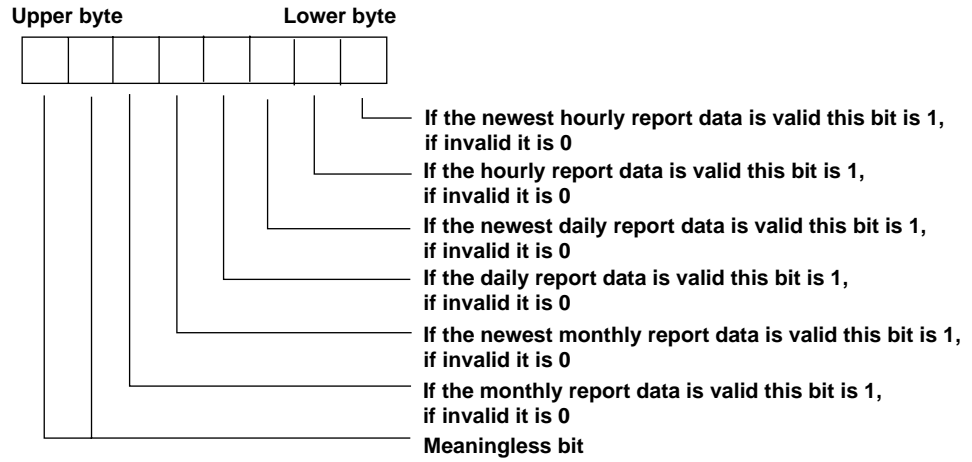 Upper byte Lower byte
If the newest hourly report data is valid this bit is 1,
if invalid it is 0
If the hourly report data is valid this bit is 1,
if invalid it is 0
If the newest daily report data is valid this bit is 1,
if invalid it is 0
If the daily report data is valid this bit is 1,
if invalid it is 0
If the newest monthly report data is valid this bit is 1,
if invalid it is 0
If the monthly report data is valid this bit is 1,
if invalid it is 0
Meaningless bit